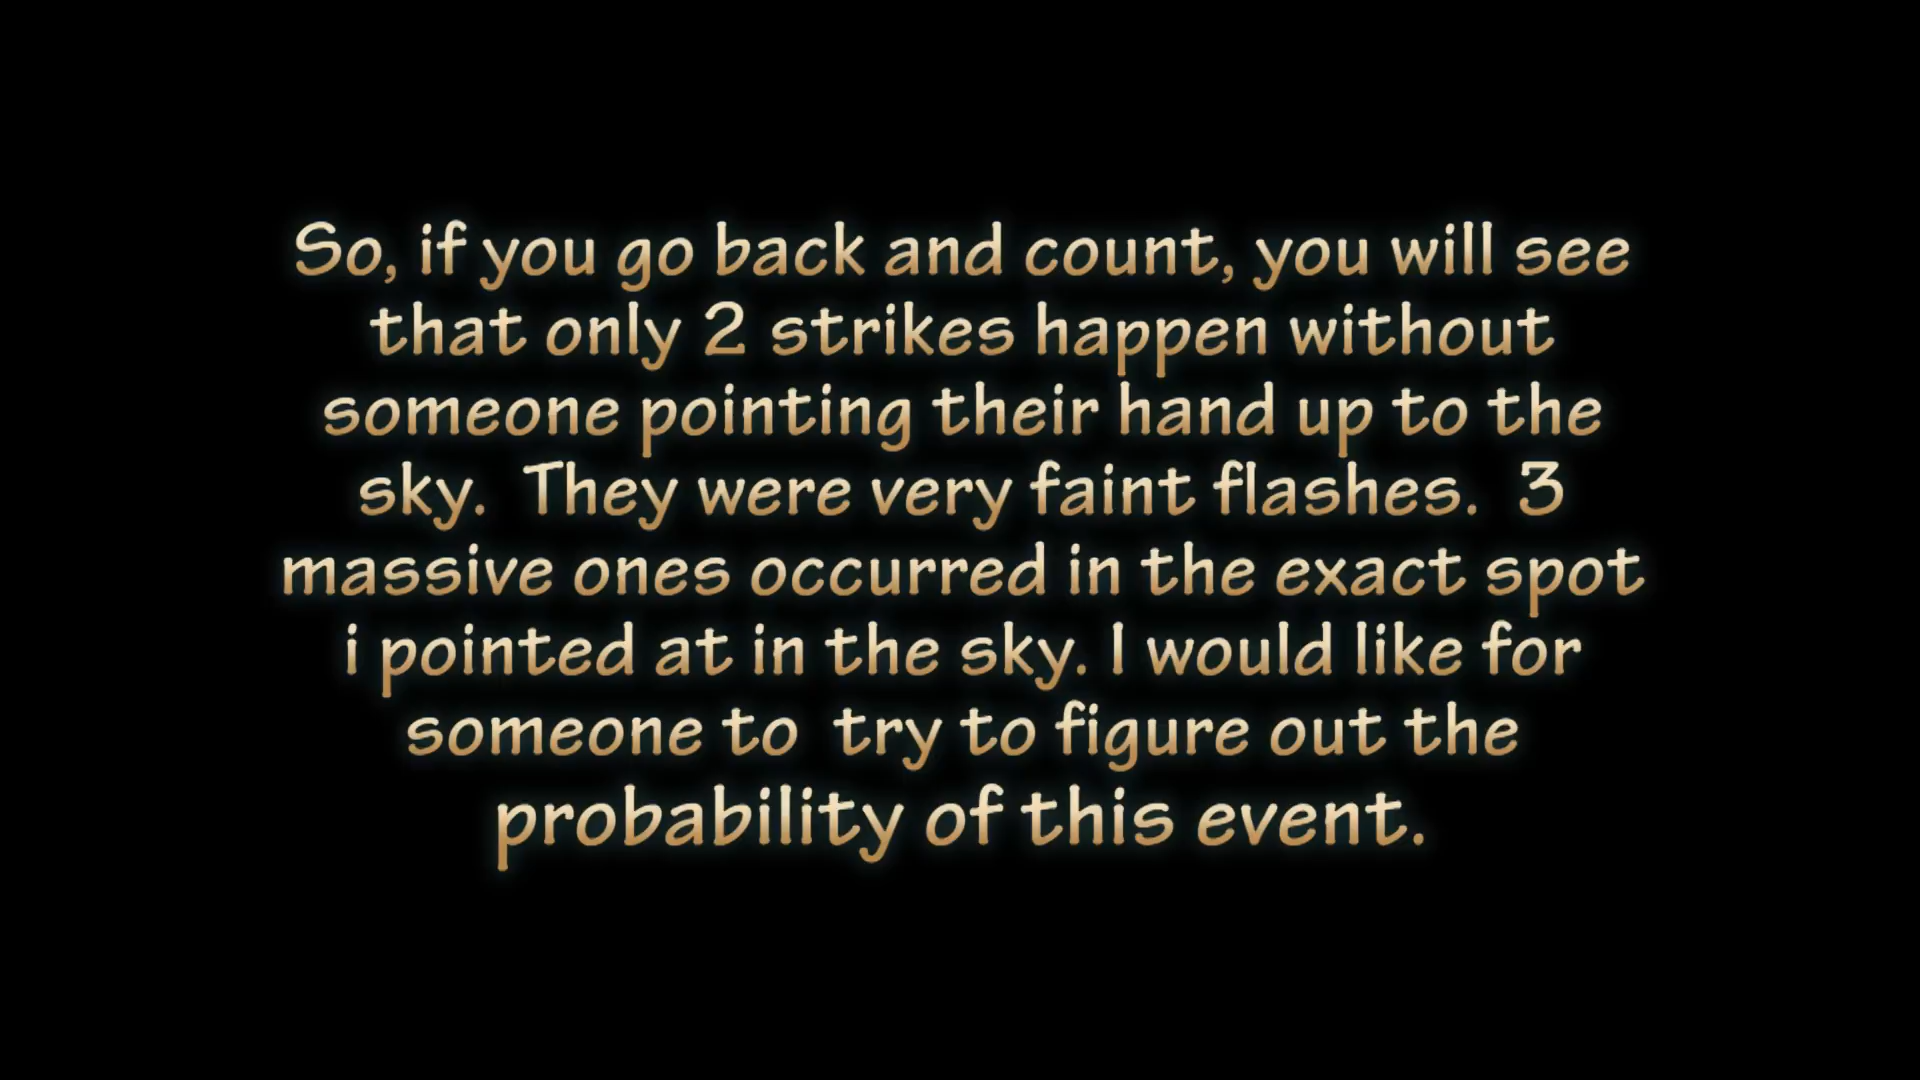 So, if you go back and count, you will see
that only 2 strikes happen without
someone pointing their hand up to the
sky.  They were very faint flashes.  3
massive ones occurred in the exact spot
i pointed at in the sky. I would like for
someone to  try to figure out the
probability of this event.